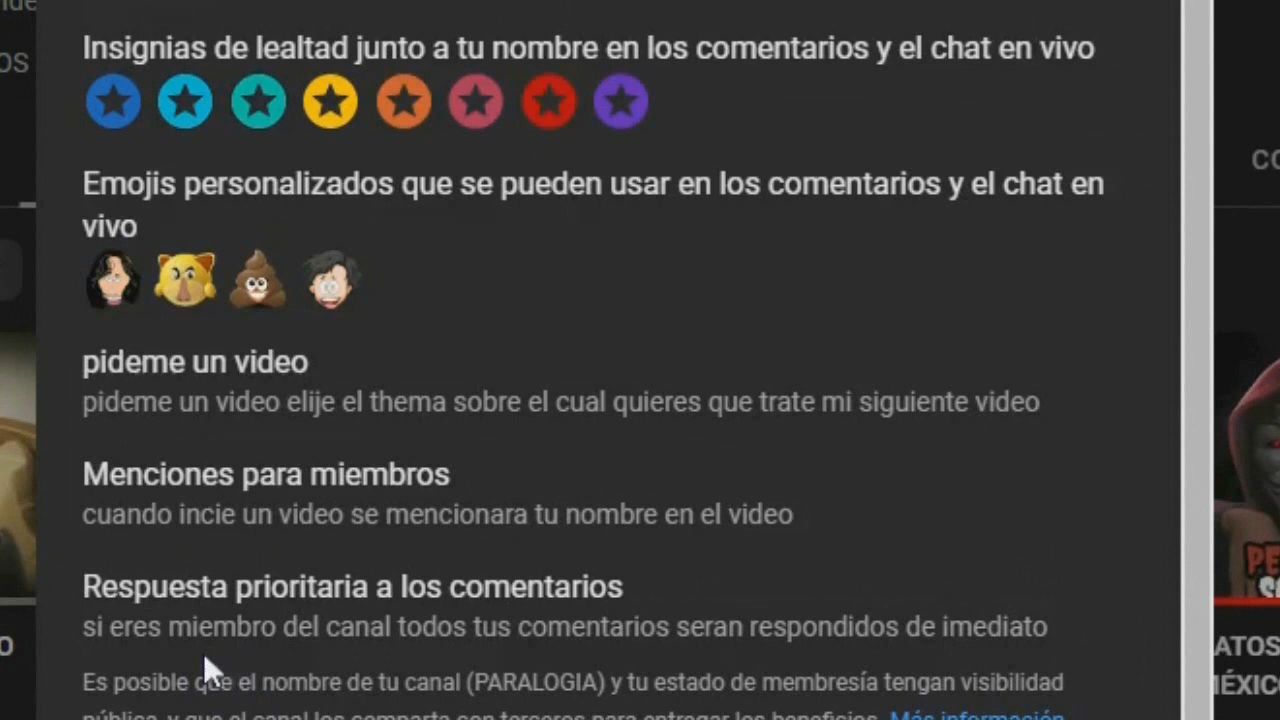 OS
Insignias de lealtad junto a tu nombre en los comentarios y el chat en vivo
Emojis personalizados que se pueden usar en los comentarios y el chat en
vivo
pideme un video
pideme un video elije el thema sobre el cual quieres que trate mi siguiente video
Menciones para miembros
cuando incie un video se mencionara tu nombre en el video
Respuesta prioritaria a los comentarios
si eres miembro del canal todos tus comentarios seran respondidos de imediato
Es posible que el nombre de tu canal (PARALOGIA) y tu estado de membresía tengan visibilidad
pública, y que el canal los comparta con terceros para entregar los beneficios. Más información
CO
PE
ATOS
MÉXICO